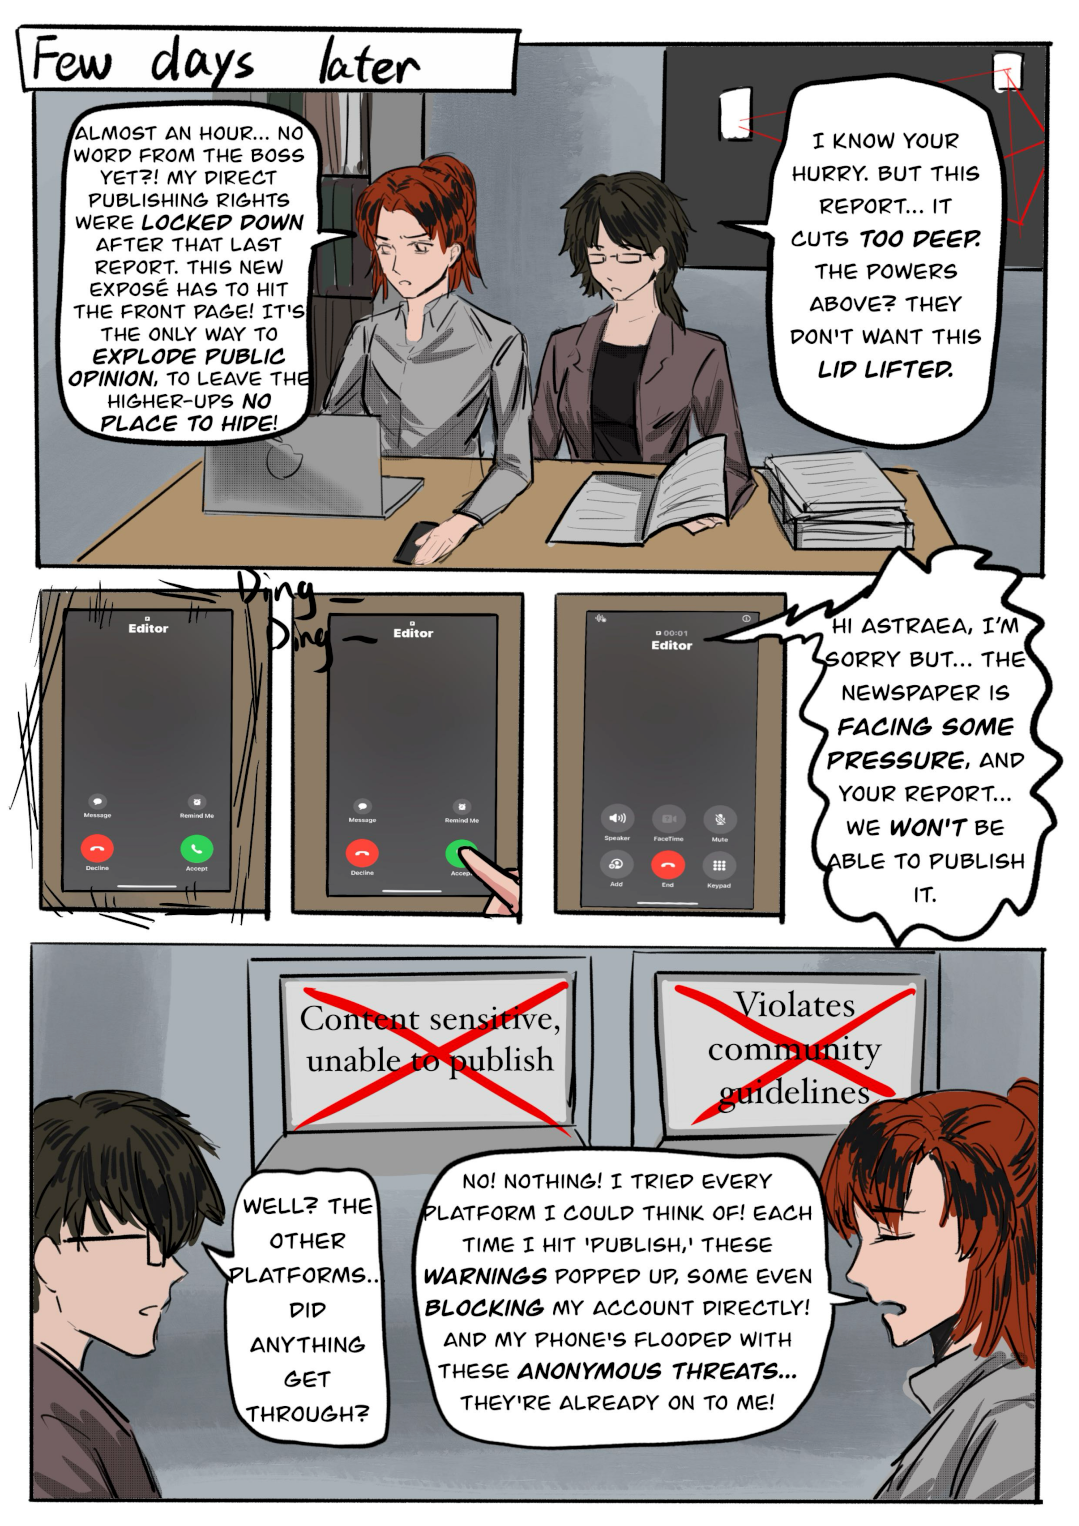 Few days later
ALMOST AN HOUR... NO
WORD FROM THE BOSS
YET?! MY DIRECT
PUBLISHING RIGHTS
WERE LOCKED DOWN
AFTER THAT LAST
REPORT. THIS NEW
EXPOSÉ HAS TO HIT
THE FRONT PAGE! IT'S
THE ONLY WAY TO
EXPLODE PUBLIC
OPINION, TO LEAVE THE
HIGHER-UPS NO
PLACE TO HIDE!
I KNOW YOUR
HURRY. BUT THIS
REPORT... IT
CUTS TOO DEEP.
THE POWERS
ABOVE? THEY
DON'T WANT THIS
LID LIFTED.
Ding
Ding
Editor
Message
Remind Me
Decline
Accept
Editor
Message
Remind Me
Decline
Accept
00:01
Editor
Speaker
FaceTime
Mute
Add
End
Keypad
HI ASTRAEA, I'M
SORRY BUT... THE
NEWSPAPER IS
FACING SOME
PRESSURE, AND
YOUR REPORT...
WE WON'T BE
ABLE TO PUBLISH
IT.
Content sensitive,
unable to publish
Violates
community
guidelines
WELL? THE
OTHER
PLATFORMS...
DID
ANYTHING
GET
THROUGH?
NO! NOTHING! I TRIED EVERY
PLATFORM I COULD THINK OF! EACH
TIME I HIT 'PUBLISH,' THESE
WARNINGS POPPED UP, SOME EVEN
BLOCKING MY ACCOUNT DIRECTLY!
AND MY PHONE'S FLOODED WITH
THESE ANONYMOUS THREATS...
THEY'RE ALREADY ON TO ME!